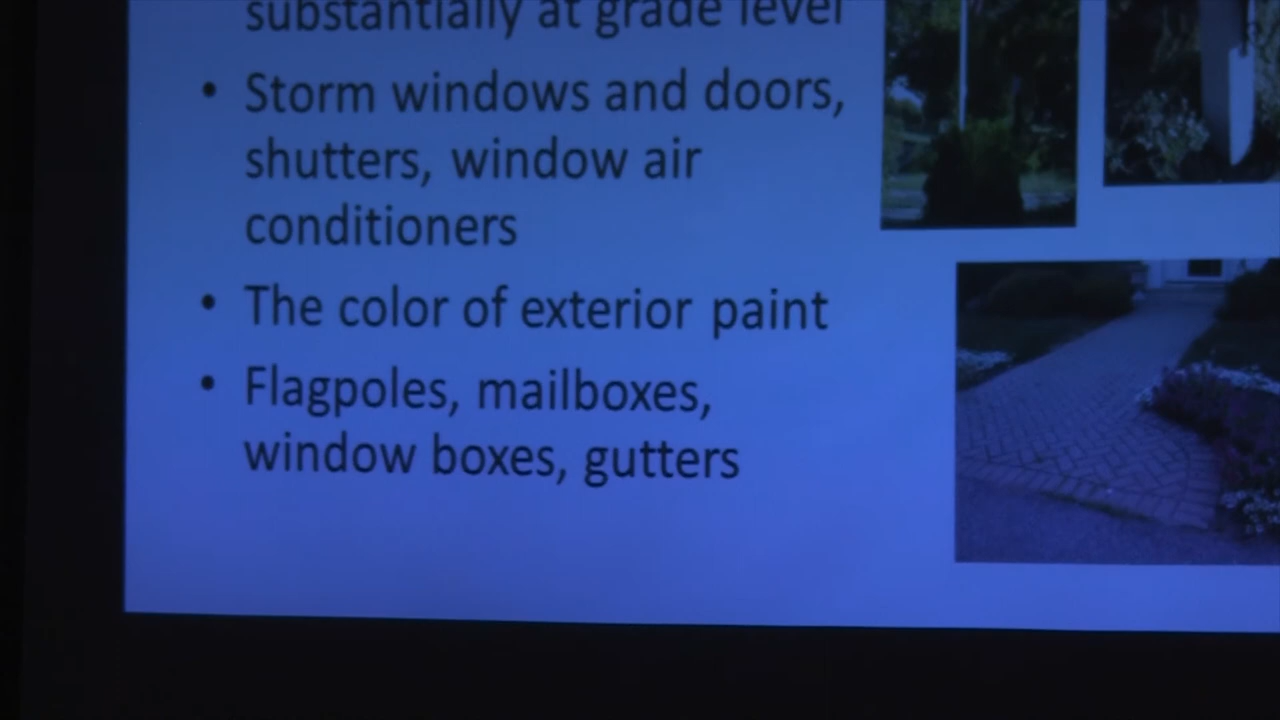 substantially at grade level
• Storm windows and doors,
shutters, window air
conditioners
• The color of exterior paint
• Flagpoles, mailboxes,
window boxes, gutters